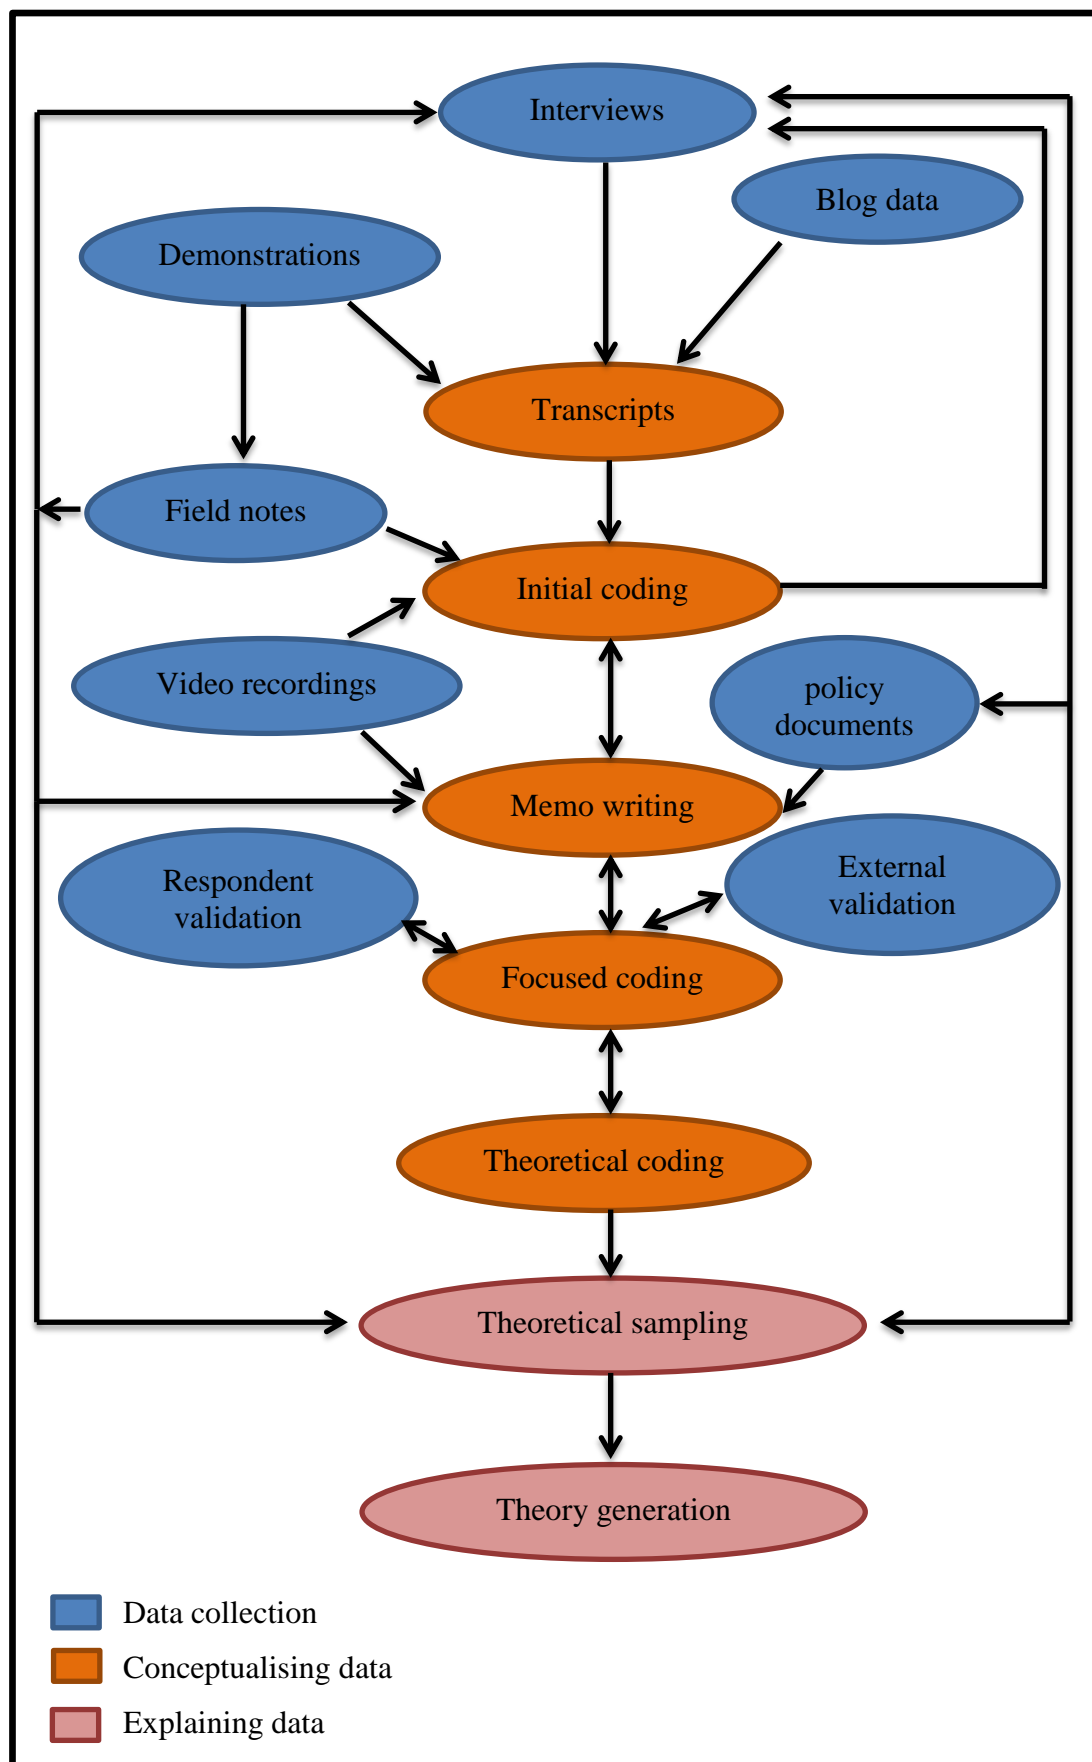 Interviews
Blog data
Demonstrations
Transcripts
Field notes
Initial coding
Video recordings
policy
documents
Memo writing
Respondent
validation
External
validation
Focused coding
Theoretical coding
Theoretical sampling
Theory generation
Data collection
Conceptualising data
Explaining data